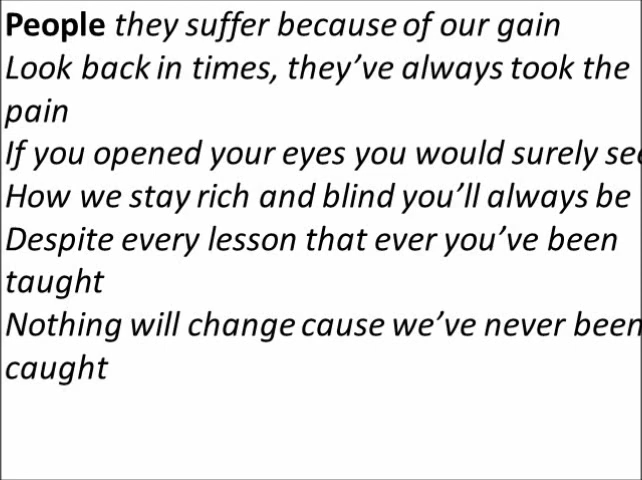 People they suffer because of our gain
Look back in times, they’ve always took the
pain
If you opened your eyes you would surely see
How we stay rich and blind you’ll always be
Despite every lesson that ever you’ve been
taught
Nothing will change cause we’ve never been
caught